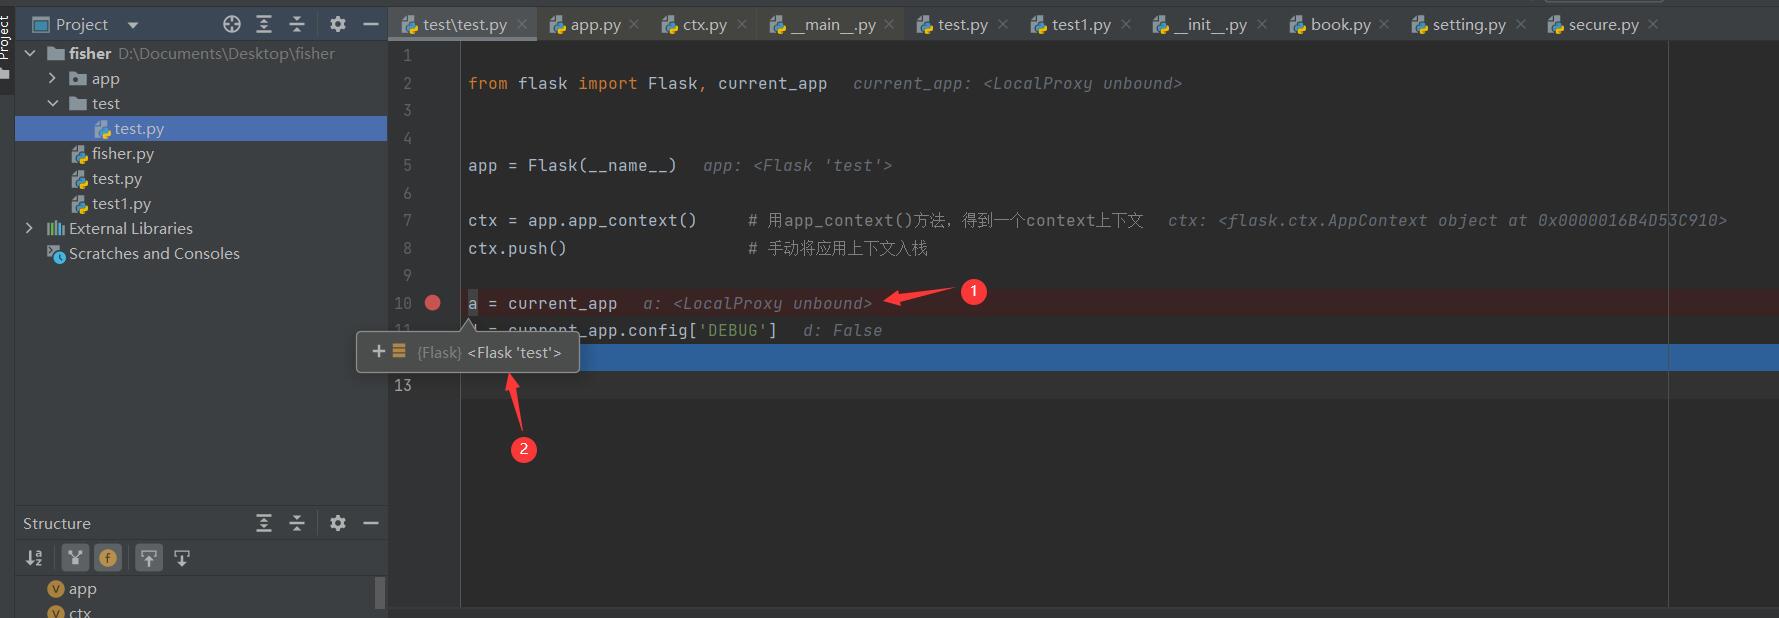 Project
Project
test\test.py
app.py
ctx.py
__main__.py
test.py
test1.py
__init__.py
book.py
setting.py
secure.py
fisher D:\Documents\Desktop\fisher
app
test
test.py
fisher.py
test.py
test1.py
External Libraries
Scratches and Consoles
1
2 from flask import Flask, current_app current_app: <LocalProxy unbound>
3
4
5 app = Flask(__name__) app: <Flask 'test'>
6
7 ctx = app.app_context() # 用app_context()方法，得到一个context上下文 ctx: <flask.ctx.AppContext object at 0x0000016B4D53C910>
8 ctx.push() # 手动将应用上下文入栈
9
10 a = current_app a: <LocalProxy unbound> 1
11 d = current_app.config['DEBUG'] d: False
{Flask} <Flask 'test'>
13
2
Structure
app
ctx